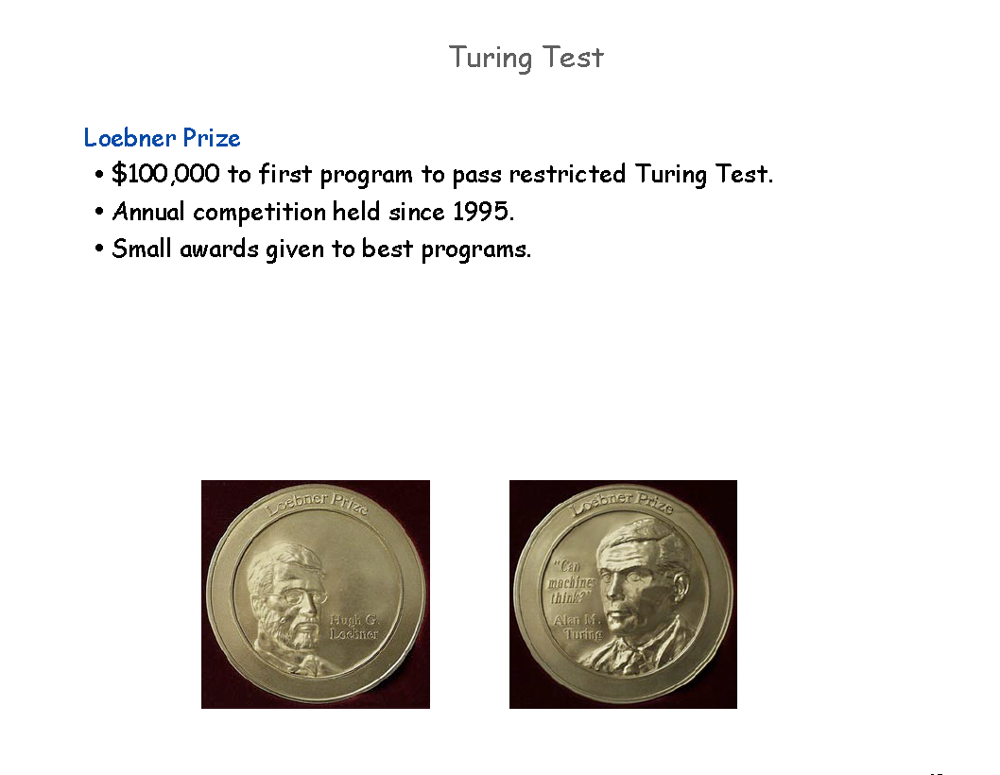 Turing Test
Loebner Prize
• $100,000 to first program to pass restricted Turing Test.
• Annual competition held since 1995.
• Small awards given to best programs.
Loebner Prize
Hugh G.
Loebner
Loebner Prize
"Can
machines
think?"
Alan M.
Turing